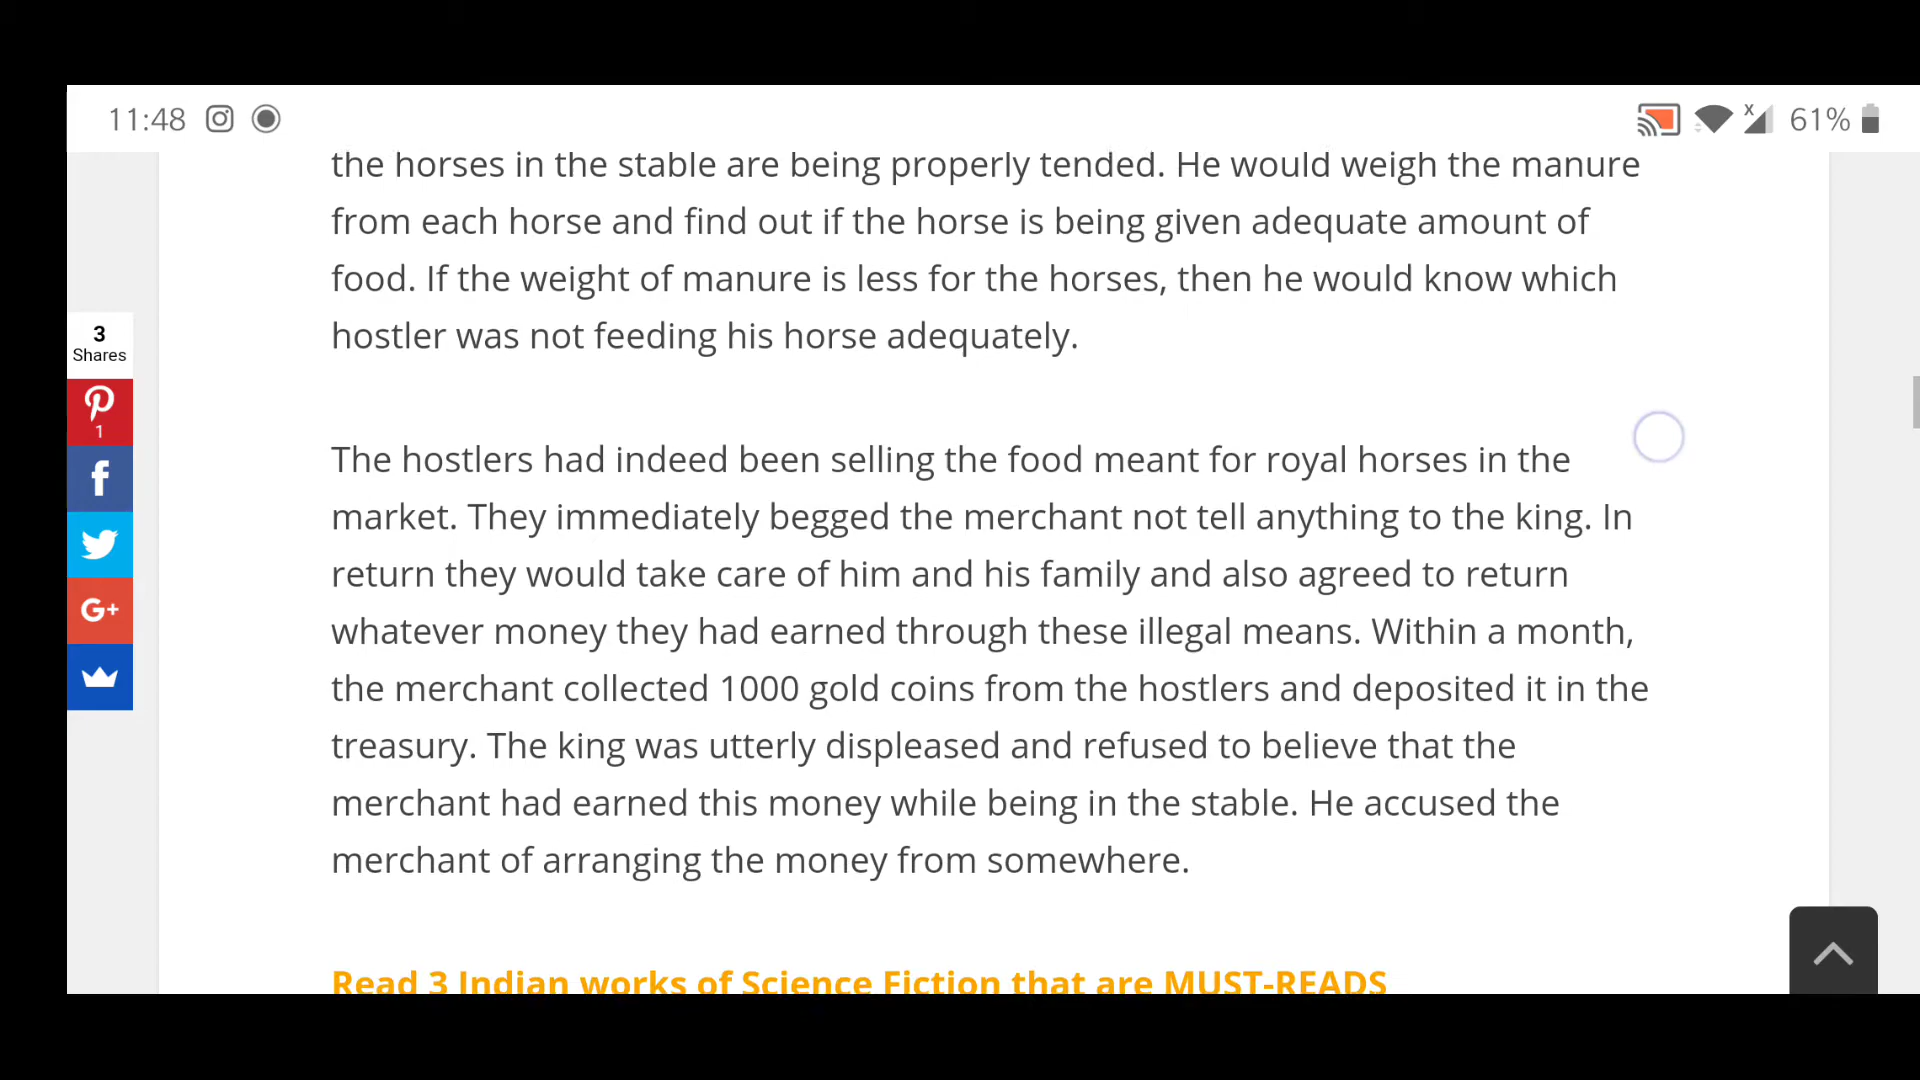 11:48
61%
the horses in the stable are being properly tended. He would weigh the manure
from each horse and find out if the horse is being given adequate amount of
food. If the weight of manure is less for the horses, then he would know which
hostler was not feeding his horse adequately.
3
Shares
1
The hostlers had indeed been selling the food meant for royal horses in the
market. They immediately begged the merchant not tell anything to the king. In
return they would take care of him and his family and also agreed to return
whatever money they had earned through these illegal means. Within a month,
the merchant collected 1000 gold coins from the hostlers and deposited it in the
treasury. The king was utterly displeased and refused to believe that the
merchant had earned this money while being in the stable. He accused the
merchant of arranging the money from somewhere.
Read 3 Indian works of Science Fiction that are MUST-READS